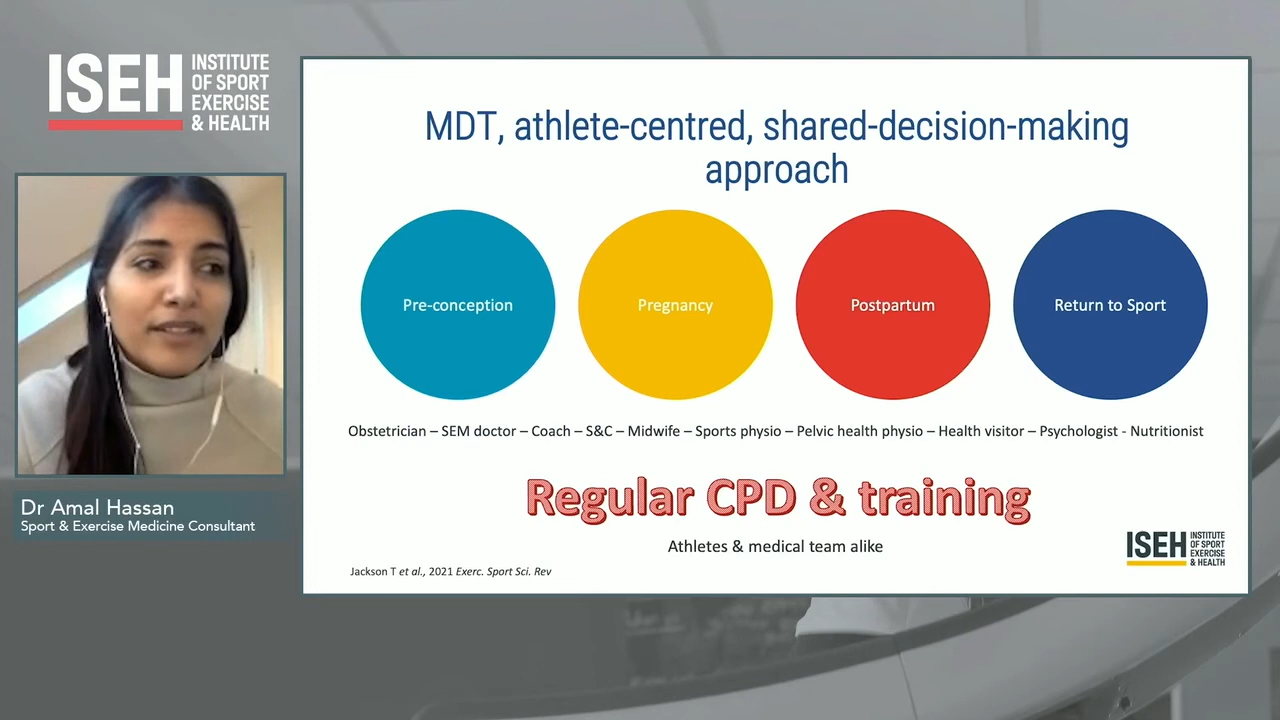 ISEH
INSTITUTE
OF SPORT
EXERCISE
& HEALTH
MDT, athlete-centred, shared-decision-making
approach
Pre-conception
Pregnancy
Postpartum
Return to Sport
Obstetrician – SEM doctor – Coach – S&C – Midwife – Sports physio – Pelvic health physio – Health visitor – Psychologist - Nutritionist
Regular CPD & training
Athletes & medical team alike
Jackson T et al., 2021 Exerc. Sport Sci. Rev
ISEH
INSTITUTE
OF SPORT
EXERCISE
& HEALTH
Dr Amal Hassan
Sport & Exercise Medicine Consultant